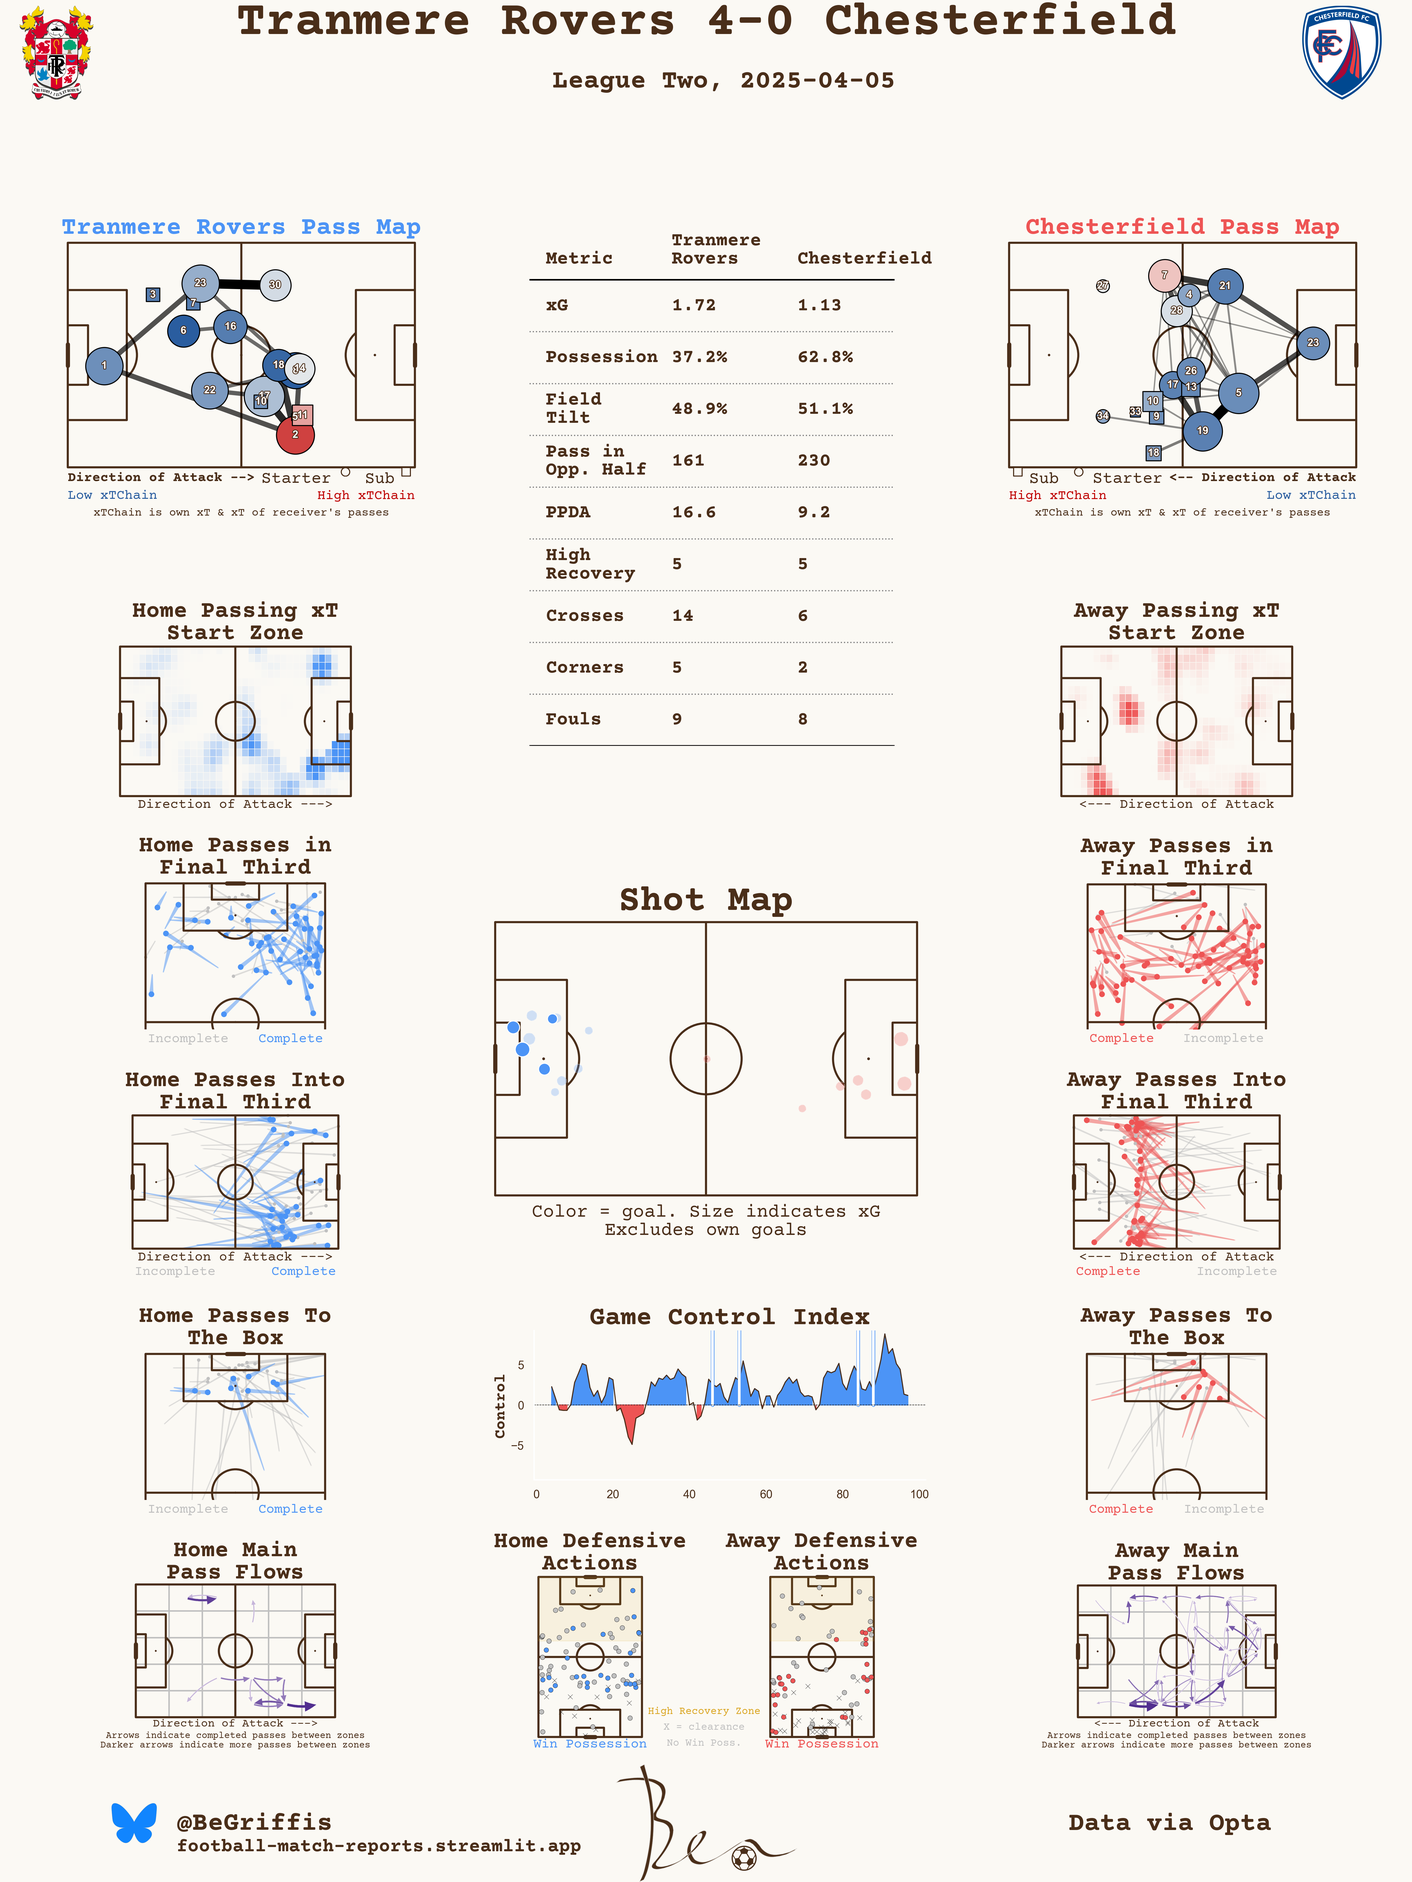 Tranmere Rovers 4-0 Chesterfield
League Two, 2025-04-05
CHESTERFIELD FC
Tranmere Rovers Pass Map
23
30
3
7
6
16
1
18
14
22
17
10
5
11
2
Direction of Attack --> Starter Sub
Low xTChain High xTChain
xTChain is own xT & xT of receiver's passes
Metric Tranmere Rovers Chesterfield
xG 1.72 1.13
Possession 37.2% 62.8%
Field Tilt 48.9% 51.1%
Pass in Opp. Half 161 230
PPDA 16.6 9.2
High Recovery 5 5
Crosses 14 6
Corners 5 2
Fouls 9 8
Chesterfield Pass Map
7
27
4
21
28
23
26
17
13
5
10
33
9
34
19
18
Sub Starter <-- Direction of Attack
High xTChain Low xTChain
xTChain is own xT & xT of receiver's passes
Home Passing xT
Start Zone
Direction of Attack --->
Away Passing xT
Start Zone
<--- Direction of Attack
Home Passes in
Final Third
Incomplete Complete
Shot Map
Color = goal. Size indicates xG
Excludes own goals
Away Passes in
Final Third
Complete Incomplete
Home Passes Into
Final Third
Direction of Attack --->
Incomplete Complete
Away Passes Into
Final Third
<--- Direction of Attack
Complete Incomplete
Home Passes To
The Box
Incomplete Complete
Game Control Index
Control
5
0
−5
0 20 40 60 80 100
Away Passes To
The Box
Complete Incomplete
Home Main
Pass Flows
Direction of Attack --->
Arrows indicate completed passes between zones
Darker arrows indicate more passes between zones
Home Defensive
Actions
Win Possession
High Recovery Zone
X = clearance
No Win Poss.
Away Defensive
Actions
Win Possession
Away Main
Pass Flows
<--- Direction of Attack
Arrows indicate completed passes between zones
Darker arrows indicate more passes between zones
@BeGriffis
football-match-reports.streamlit.app
Ben
Data via Opta